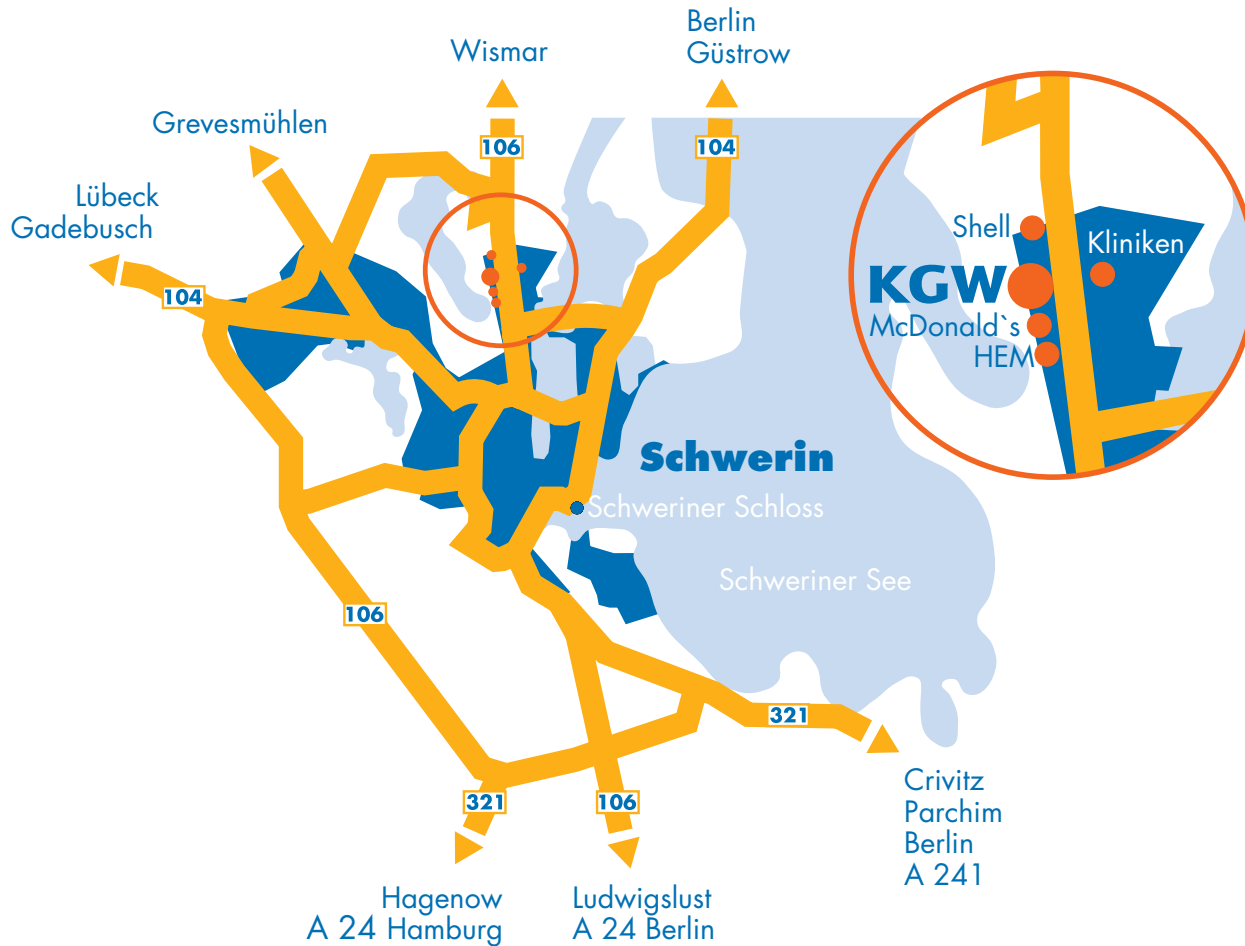 Berlin
Güstrow
Wismar
Grevesmühlen
106
104
Lübeck
Gadebusch
104
Shell
Kliniken
KGW
McDonald`s
HEM
Schwerin
Schweriner Schloss
Schweriner See
106
321
321
106
Crivitz
Parchim
Berlin
A 241
Hagenow
A 24 Hamburg
Ludwigslust
A 24 Berlin